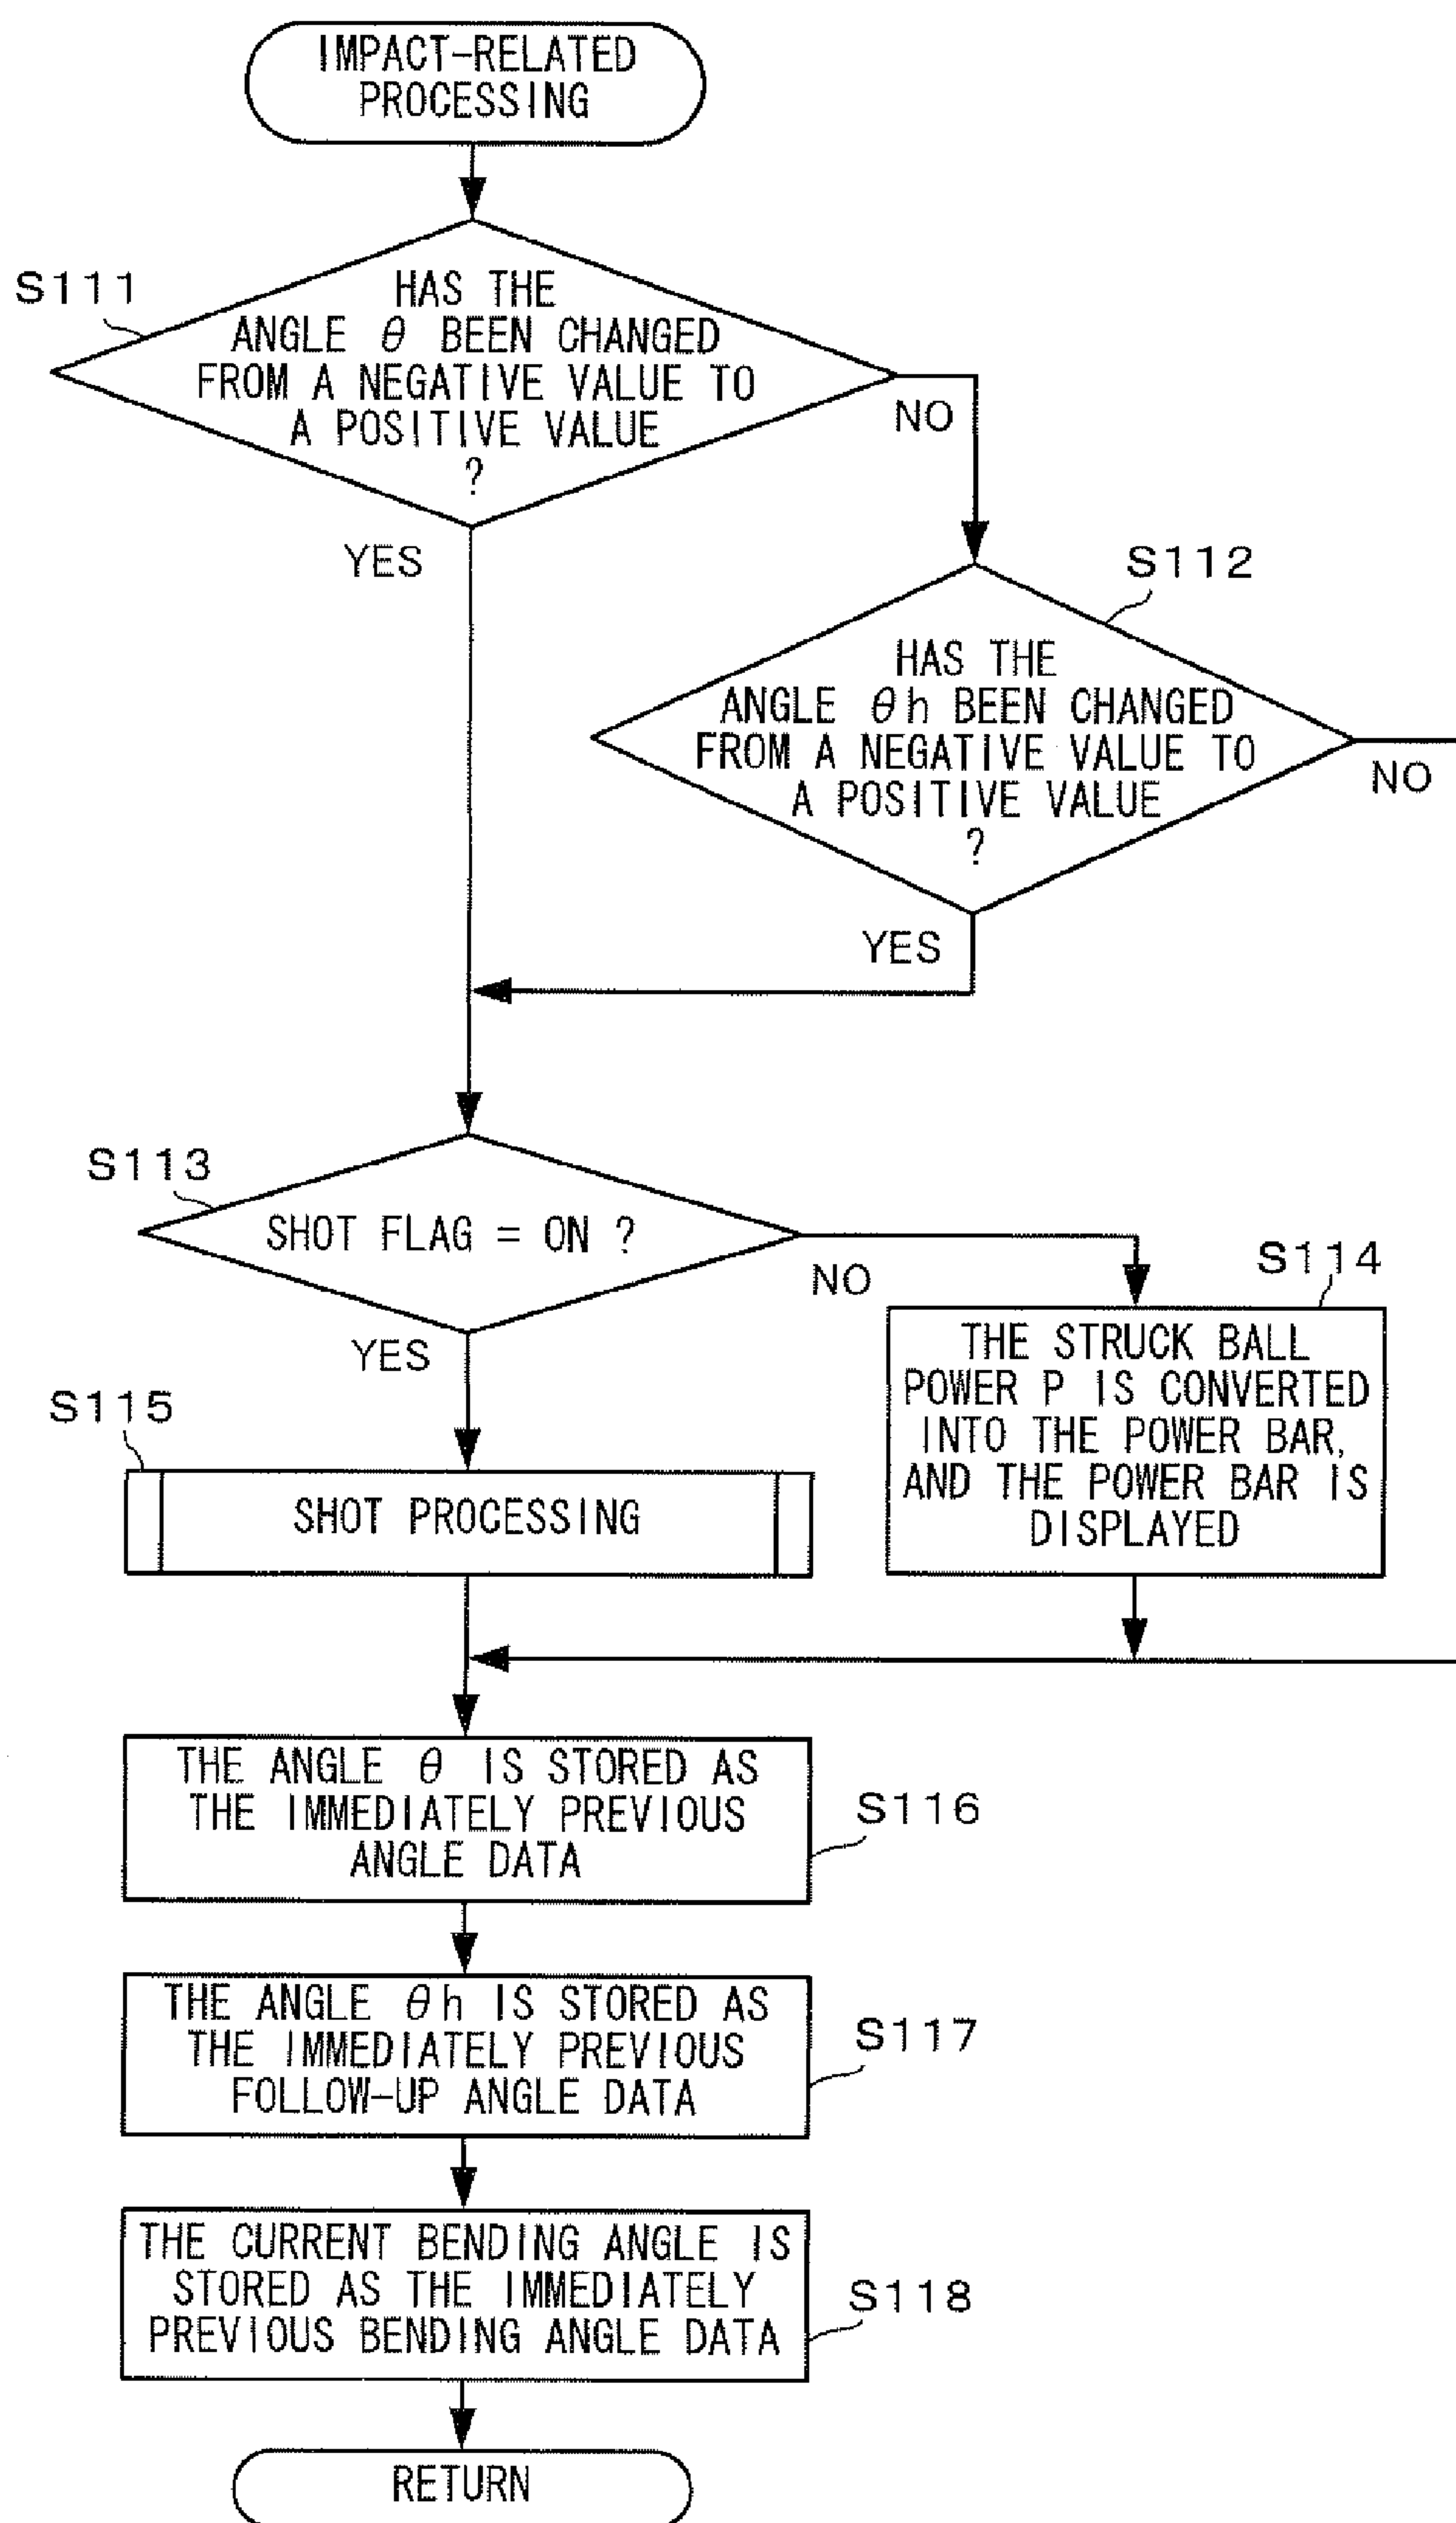 IMPACT-RELATED
PROCESSING
S111
HAS THE
ANGLE θ BEEN CHANGED
FROM A NEGATIVE VALUE TO
A POSITIVE VALUE
?
NO
YES
S112
HAS THE
ANGLE θh BEEN CHANGED
FROM A NEGATIVE VALUE TO
A POSITIVE VALUE
?
NO
YES
S113
SHOT FLAG = ON ?
NO
YES
S114
THE STRUCK BALL
POWER P IS CONVERTED
INTO THE POWER BAR,
AND THE POWER BAR IS
DISPLAYED
S115
SHOT PROCESSING
THE ANGLE θ IS STORED AS
THE IMMEDIATELY PREVIOUS
ANGLE DATA
S116
THE ANGLE θh IS STORED AS
THE IMMEDIATELY PREVIOUS
FOLLOW-UP ANGLE DATA
S117
THE CURRENT BENDING ANGLE IS
STORED AS THE IMMEDIATELY
PREVIOUS BENDING ANGLE DATA
S118
RETURN